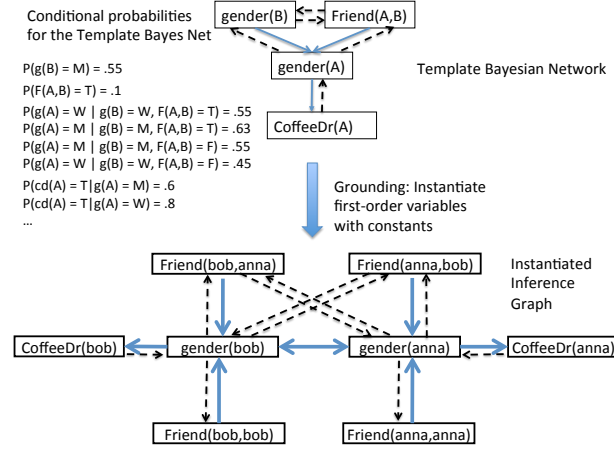 Conditional probabilities
for the Template Bayes Net
gender(B)
Friend(A,B)
gender(A)
CoffeeDr(A)
Template Bayesian Network
P(g(B) = M) = .55
P(F(A,B) = T) = .1
P(g(A) = W | g(B) = W, F(A,B) = T) = .55
P(g(A) = M | g(B) = M, F(A,B) = T) = .63
P(g(A) = M | g(B) = M, F(A,B) = F) = .55
P(g(A) = W | g(B) = W, F(A,B) = F) = .45
P(cd(A) = T|g(A) = M) = .6
P(cd(A) = T|g(A) = W) = .8
…
Grounding: Instantiate
first-order variables
with constants
Friend(bob,anna)
Friend(anna,bob)
Instantiated
Inference
Graph
CoffeeDr(bob)
gender(bob)
gender(anna)
CoffeeDr(anna)
Friend(bob,bob)
Friend(anna,anna)